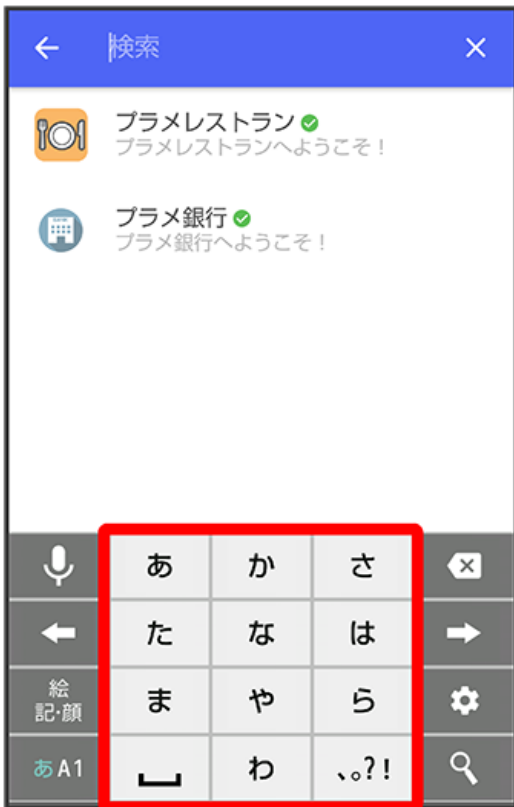 検索
プラメレストラン
プラメレストランへようこそ！
プラメ銀行
プラメ銀行へようこそ！
あ か さ
た な は
絵
記・顔 ま や ら
あA1 わ 、。?!